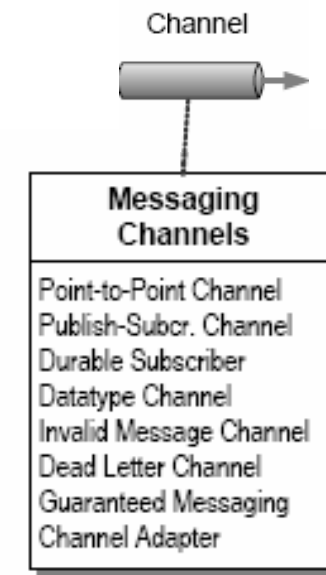 Channel
Messaging
Channels
Point-to-Point Channel
Publish-Subcr. Channel
Durable Subscriber
Datatype Channel
Invalid Message Channel
Dead Letter Channel
Guaranteed Messaging
Channel Adapter